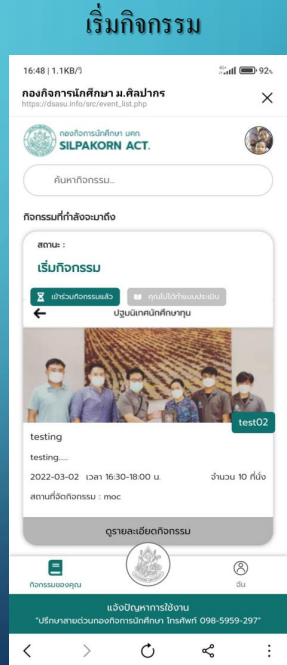 เริ่มกิจกรรม
16:48 | 1.1KB/ว
92%
กองกิจการนักศึกษา ม.ศิลปากร
https://dsasu.info/src/event_list.php
กองกิจการนักศึกษา มศก.
SILPAKORN ACT.
ค้นหากิจกรรม...
กิจกรรมที่กำลังจะมาถึง
สถานะ :
เริ่มกิจกรรม
เข้าร่วมกิจกรรมแล้ว
คุณไม่ได้ทำแบบประเมิน
ปฐมนิเทศนักศึกษาทุน
test02
testing
testing.....
2022-03-02 เวลา 16:30-18:00 น. จำนวน 10 ที่นั่ง
สถานที่จัดกิจกรรม : moc
ดูรายละเอียดกิจกรรม
กิจกรรมของคุณ
ฉัน
แจ้งปัญหาการใช้งาน
"ปรึกษาสายด่วนกองกิจการนักศึกษา โทรศัพท์ 098-5959-297"